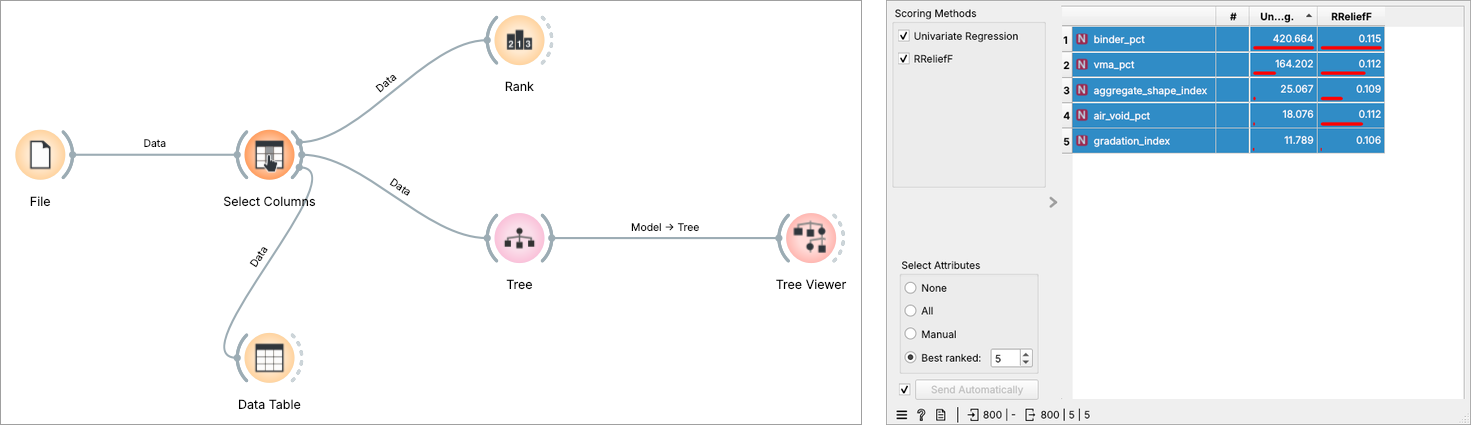 Data
Rank
Data
File
Select Columns
Data
Tree
Model → Tree
Tree Viewer
Data
Data Table
Scoring Methods
Univariate Regression
RReliefF
Select Attributes
None
All
Manual
Best ranked: 5
Send Automatically
800 | - 800 | 5 | 5
# Un...g. RReliefF
1 N binder_pct 420.664 0.115
2 N vma_pct 164.202 0.112
3 N aggregate_shape_index 25.067 0.109
4 N air_void_pct 18.076 0.112
5 N gradation_index 11.789 0.106